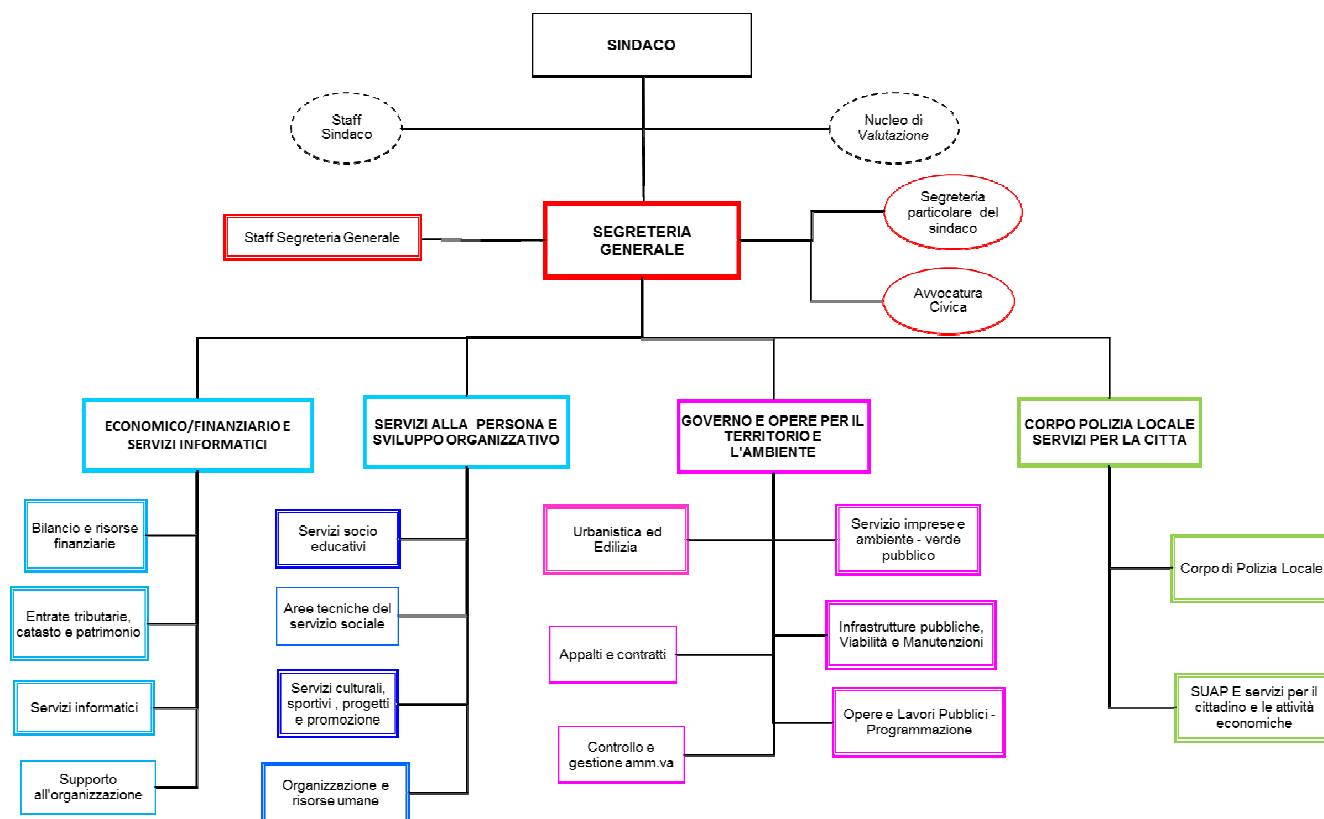 SINDACO
Staff
Sindaco
Nucleo di
Valutazione
Segreteria
particolare del
sindaco
Staff Segreteria Generale
SEGRETERIA
GENERALE
Avvocatura
Civica
ECONOMICO/FINANZIARIO E
SERVIZI INFORMATICI
SERVIZI ALLA PERSONA E
SVILUPPO ORGANIZZATIVO
GOVERNO E OPERE PER IL
TERRITORIO E
L'AMBIENTE
CORPO POLIZIA LOCALE
SERVIZI PER LA CITTA
Bilancio e risorse
finanziarie
Entrate tributarie,
catasto e patrimonio
Servizi informatici
Supporto
all'organizzazione
Servizi socio
educativi
Aree tecniche del
servizio sociale
Servizi culturali,
sportivi , progetti
e promozione
Organizzazione e
risorse umane
Urbanistica ed
Edilizia
Appalti e contratti
Controllo e
gestione amm.va
Servizio imprese e
ambiente - verde
pubblico
Infrastrutture pubbliche,
Viabilità e Manutenzioni
Opere e Lavori Pubblici -
Programmazione
Corpo di Polizia Locale
SUAP E servizi per il
cittadino e le attività
economiche